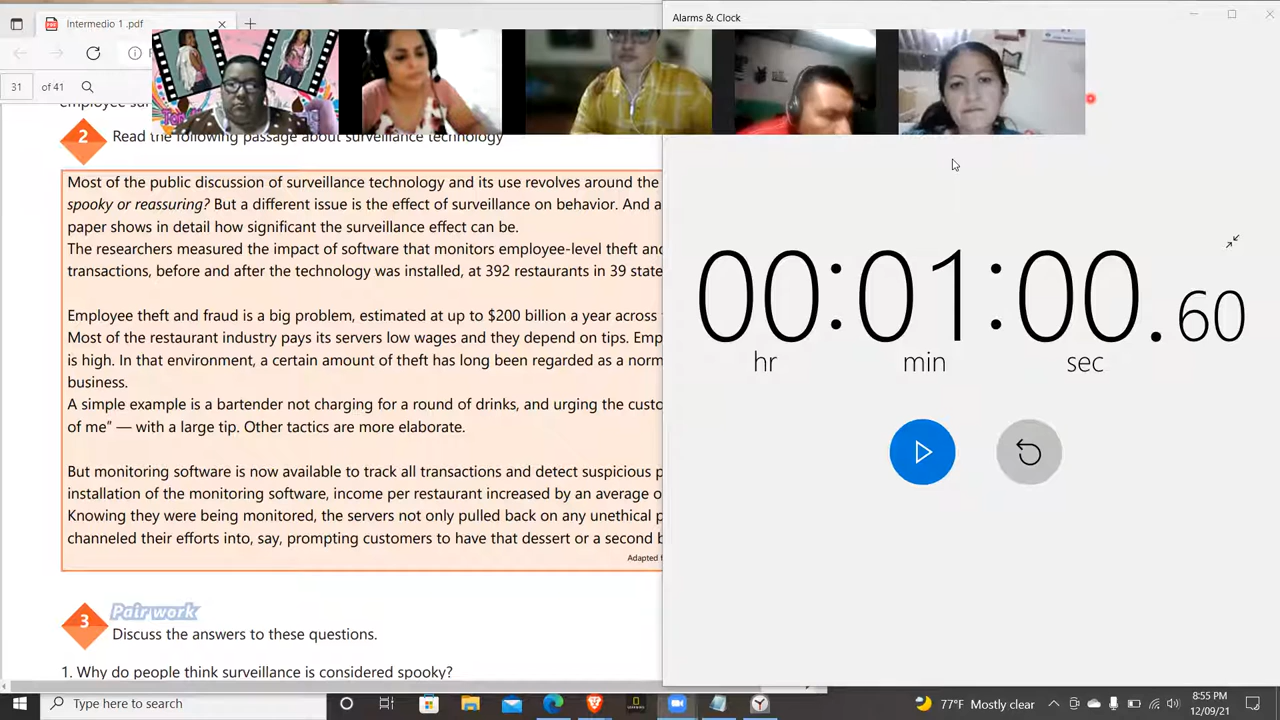 Intermedio 1 .pdf
Alarms & Clock
31 of 41
employee sur
2 Read the following passage about surveillance technology
Most of the public discussion of surveillance technology and its use revolves around the
spooky or reassuring? But a different issue is the effect of surveillance on behavior. And a
paper shows in detail how significant the surveillance effect can be.
The researchers measured the impact of software that monitors employee-level theft and
transactions, before and after the technology was installed, at 392 restaurants in 39 state
Employee theft and fraud is a big problem, estimated at up to $200 billion a year across
Most of the restaurant industry pays its servers low wages and they depend on tips. Emp
is high. In that environment, a certain amount of theft has long been regarded as a norm
business.
A simple example is a bartender not charging for a round of drinks, and urging the custo
of me” — with a large tip. Other tactics are more elaborate.
But monitoring software is now available to track all transactions and detect suspicious p
installation of the monitoring software, income per restaurant increased by an average o
Knowing they were being monitored, the servers not only pulled back on any unethical p
channeled their efforts into, say, prompting customers to have that dessert or a second b
Adapted f
3 Pair work
Discuss the answers to these questions.
1. Why do people think surveillance is considered spooky?
00:01:00.60
hr min sec
Type here to search
77°F Mostly clear
8:55 PM
12/09/21